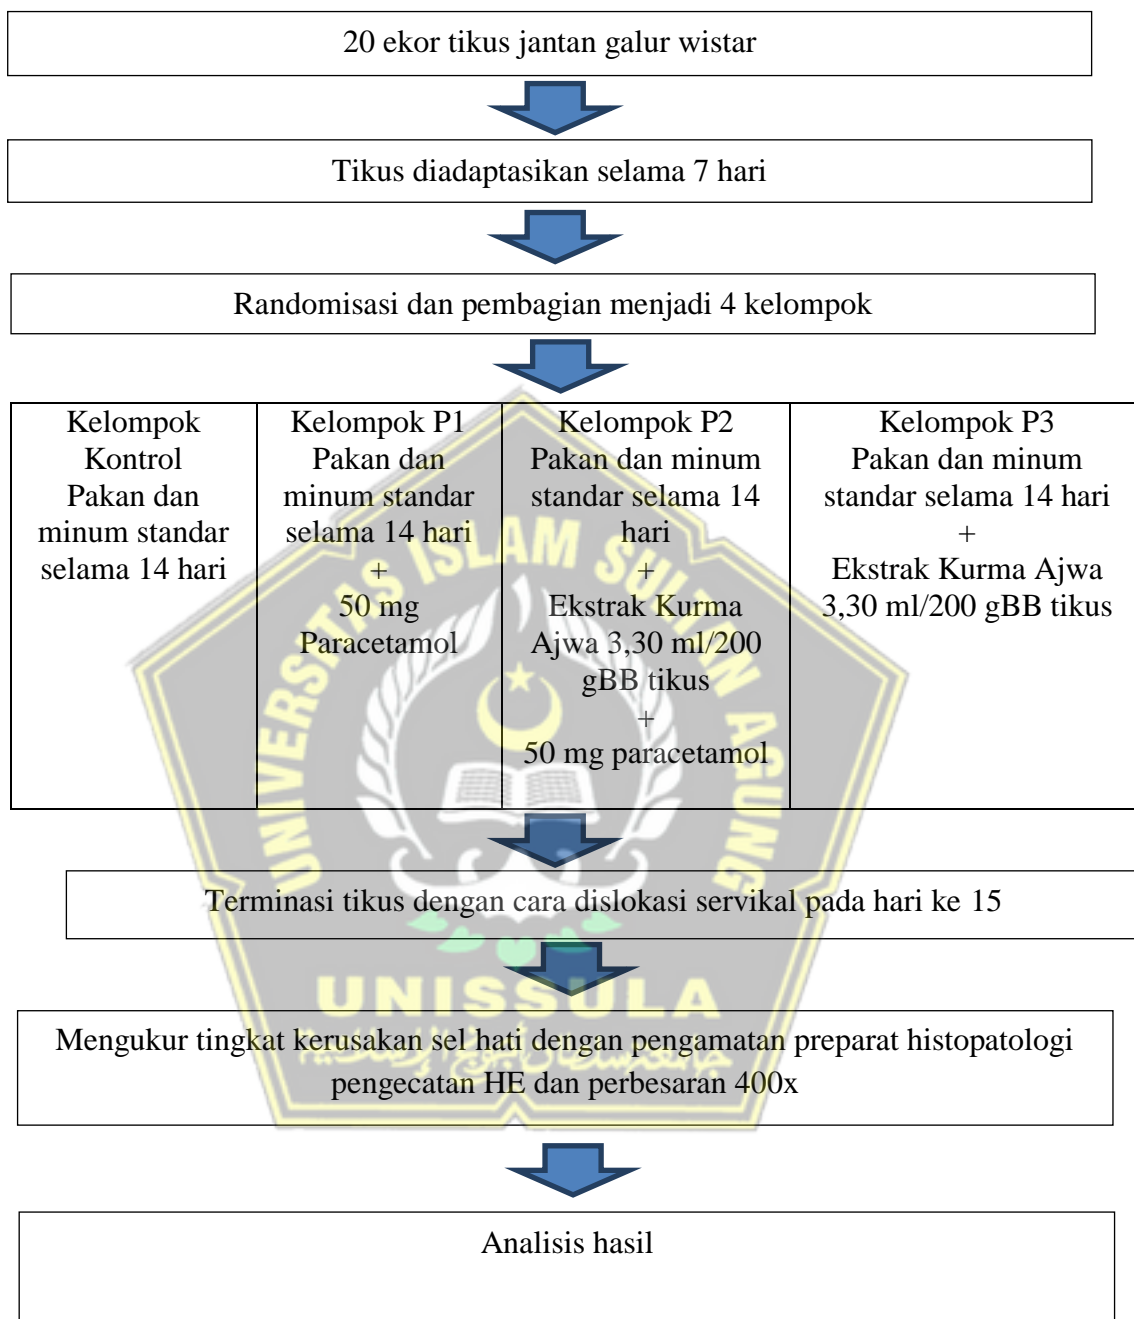 20 ekor tikus jantan galur wistar
Tikus diadaptasikan selama 7 hari
Randomisasi dan pembagian menjadi 4 kelompok
Kelompok
Kontrol
Pakan dan
minum standar
selama 14 hari
Kelompok P1
Pakan dan
minum standar
selama 14 hari
+
50 mg
Paracetamol
Kelompok P2
Pakan dan minum
standar selama 14
hari
+
Ekstrak Kurma
Ajwa 3,30 ml/200
gBB tikus
+
50 mg paracetamol
Kelompok P3
Pakan dan minum
standar selama 14 hari
+
Ekstrak Kurma Ajwa
3,30 ml/200 gBB tikus
Terminasi tikus dengan cara dislokasi servikal pada hari ke 15
Mengukur tingkat kerusakan sel hati dengan pengamatan preparat histopatologi
pengecatan HE dan perbesaran 400x
Analisis hasil
UNIVERSITAS ISLAM SULTAN AGUNG
UNISSULA